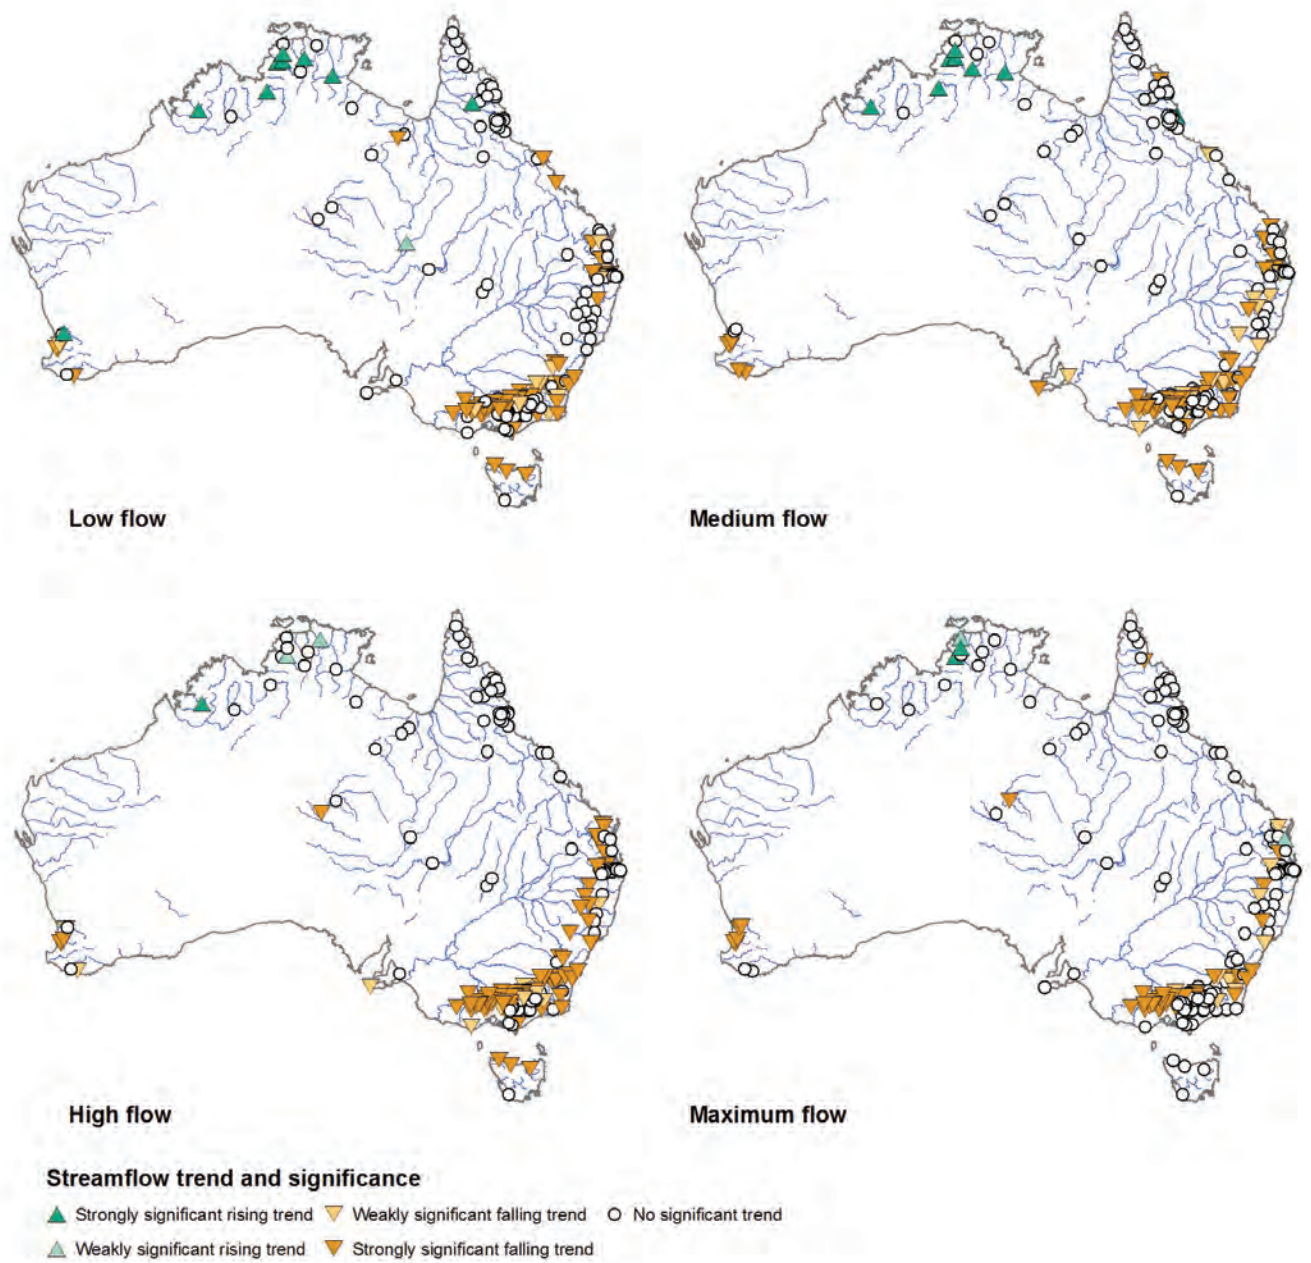 Low flow
Medium flow
High flow
Maximum flow
Streamflow trend and significance
Strongly significant rising trend Weakly significant falling trend No significant trend
Weakly significant rising trend Strongly significant falling trend